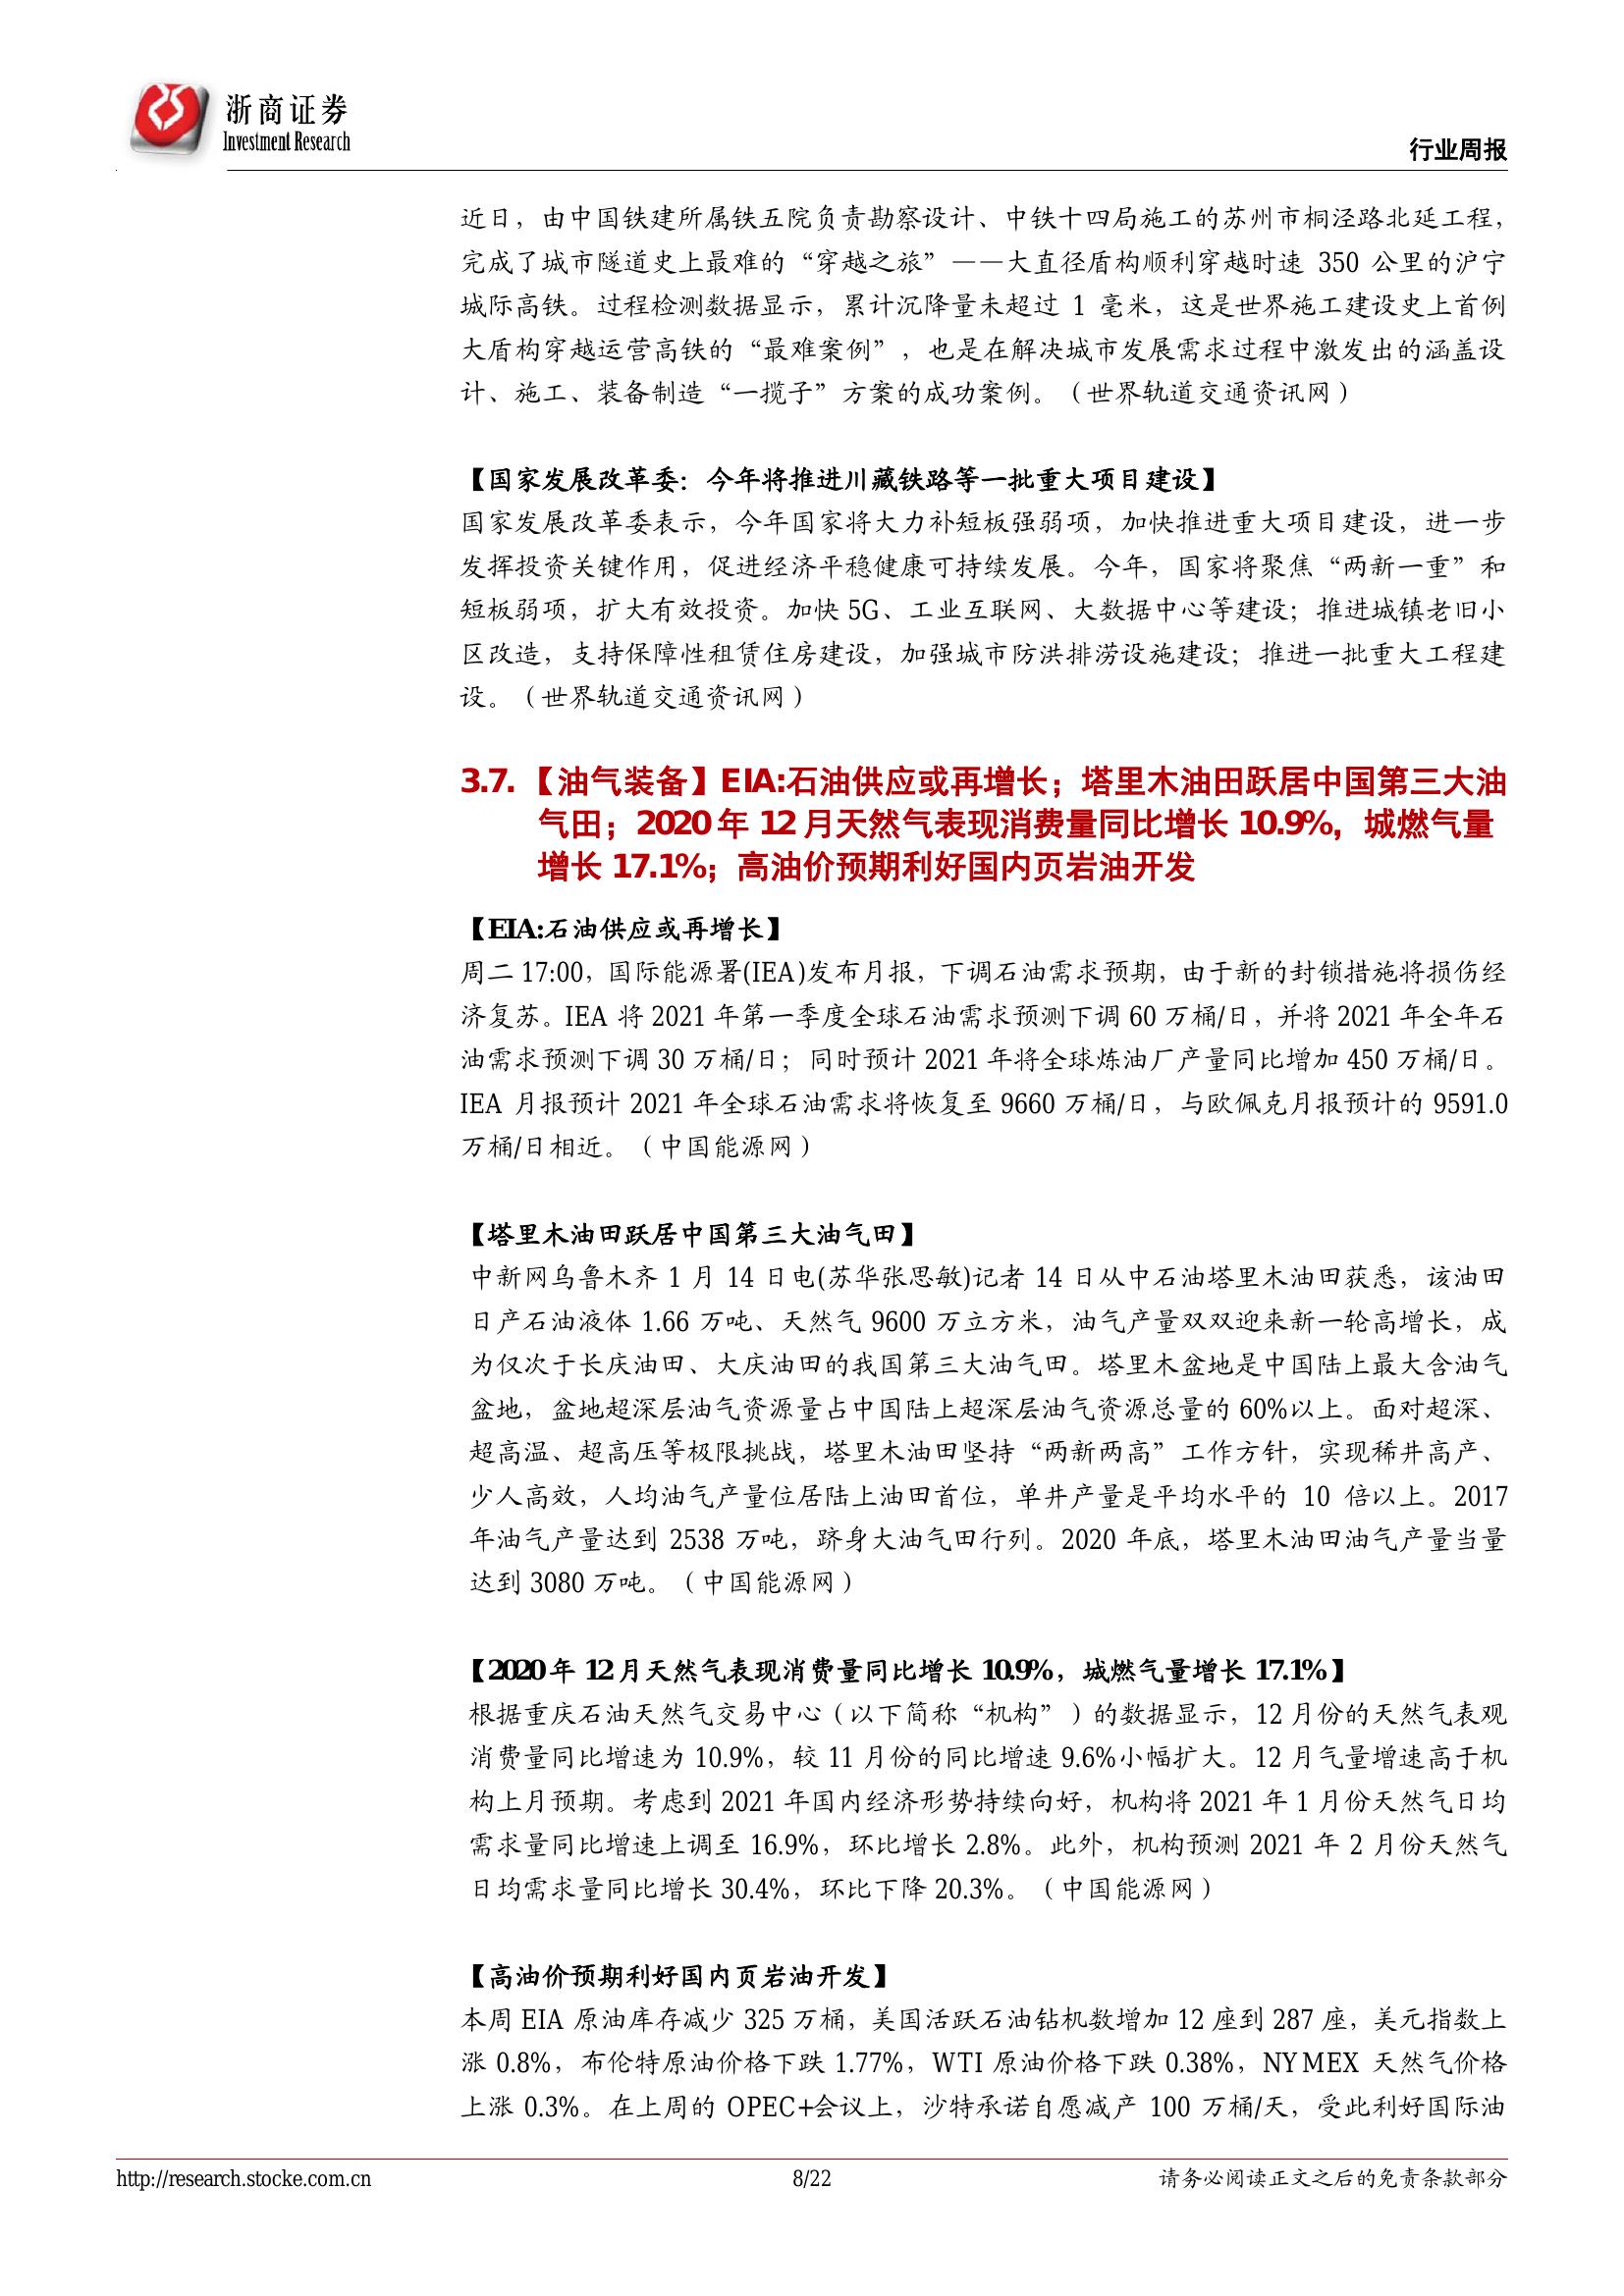 浙商证券
Investment Research
行业周报
近日，由中国铁建所属铁五院负责勘察设计、中铁十四局施工的苏州市桐泾路北延工程，
完成了城市隧道史上最难的“穿越之旅”——大直径盾构顺利穿越时速 350 公里的沪宁
城际高铁。过程检测数据显示，累计沉降量未超过 1 毫米，这是世界施工建设史上首例
大盾构穿越运营高铁的“最难案例”，也是在解决城市发展需求过程中激发出的涵盖设
计、施工、装备制造“一揽子”方案的成功案例。（世界轨道交通资讯网）
【国家发展改革委：今年将推进川藏铁路等一批重大项目建设】
国家发展改革委表示，今年国家将大力补短板强弱项，加快推进重大项目建设，进一步
发挥投资关键作用，促进经济平稳健康可持续发展。今年，国家将聚焦“两新一重”和
短板弱项，扩大有效投资。加快 5G、工业互联网、大数据中心等建设；推进城镇老旧小
区改造，支持保障性租赁住房建设，加强城市防洪排涝设施建设；推进一批重大工程建
设。（世界轨道交通资讯网）
3.7. 【油气装备】EIA:石油供应或再增长；塔里木油田跃居中国第三大油
气田；2020 年 12 月天然气表现消费量同比增长 10.9%，城燃气量
增长 17.1%；高油价预期利好国内页岩油开发
【EIA:石油供应或再增长】
周二 17:00，国际能源署(IEA)发布月报，下调石油需求预期，由于新的封锁措施将损伤经
济复苏。IEA 将 2021 年第一季度全球石油需求预测下调 60 万桶/日，并将 2021 年全年石
油需求预测下调 30 万桶/日；同时预计 2021 年将全球炼油厂产量同比增加 450 万桶/日。
IEA 月报预计 2021 年全球石油需求将恢复至 9660 万桶/日，与欧佩克月报预计的 9591.0
万桶/日相近。（中国能源网）
【塔里木油田跃居中国第三大油气田】
中新网乌鲁木齐 1 月 14 日电(苏华张思敏)记者 14 日从中石油塔里木油田获悉，该油田
日产石油液体 1.66 万吨、天然气 9600 万立方米，油气产量双双迎来新一轮高增长，成
为仅次于长庆油田、大庆油田的我国第三大油气田。塔里木盆地是中国陆上最大含油气
盆地，盆地超深层油气资源量占中国陆上超深层油气资源总量的 60%以上。面对超深、
超高温、超高压等极限挑战，塔里木油田坚持“两新两高”工作方针，实现稀井高产、
少人高效，人均油气产量位居陆上油田首位，单井产量是平均水平的 10 倍以上。2017
年油气产量达到 2538 万吨，跻身大油气田行列。2020 年底，塔里木油田油气产量当量
达到 3080 万吨。（中国能源网）
【2020 年 12 月天然气表现消费量同比增长 10.9%，城燃气量增长 17.1%】
根据重庆石油天然气交易中心（以下简称“机构”）的数据显示，12 月份的天然气表观
消费量同比增速为 10.9%，较 11 月份的同比增速 9.6%小幅扩大。12 月气量增速高于机
构上月预期。考虑到 2021 年国内经济形势持续向好，机构将 2021 年 1 月份天然气日均
需求量同比增速上调至 16.9%，环比增长 2.8%。此外，机构预测 2021 年 2 月份天然气
日均需求量同比增长 30.4%，环比下降 20.3%。（中国能源网）
【高油价预期利好国内页岩油开发】
本周 EIA 原油库存减少 325 万桶，美国活跃石油钻机数增加 12 座到 287 座，美元指数上
涨 0.8%，布伦特原油价格下跌 1.77%，WTI 原油价格下跌 0.38%，NYMEX 天然气价格
上涨 0.3%。在上周的 OPEC+会议上，沙特承诺自愿减产 100 万桶/天，受此利好国际油
http://research.stocke.com.cn
8/22
请务必阅读正文之后的免责条款部分